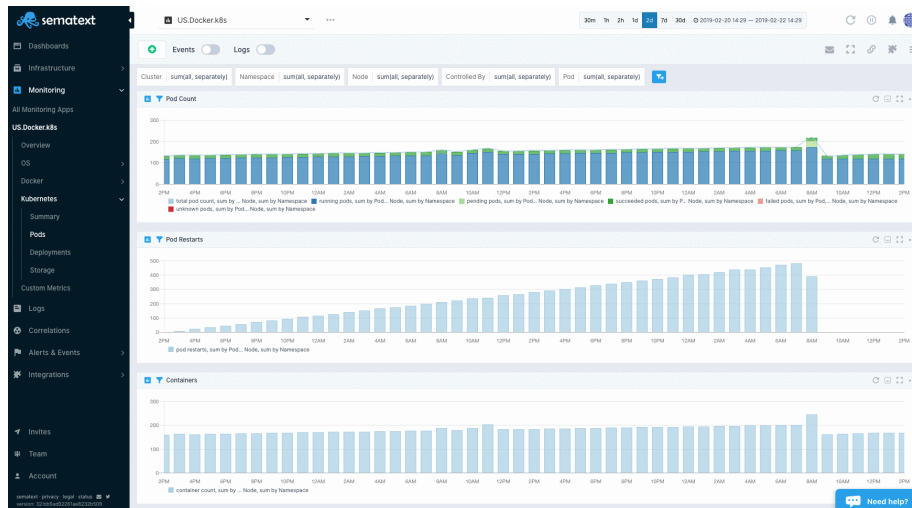 sematext
US.Docker.k8s
30m 1h 2h 1d 2d 7d 30d 2019-02-20 14:29 — 2019-02-22 14:29
Dashboards
Infrastructure
Monitoring
All Monitoring Apps
US.Docker.k8s
Overview
OS
Docker
Kubernetes
Summary
Pods
Deployments
Storage
Custom Metrics
Logs
Correlations
Alerts & Events
Integrations
Invites
Team
Account
sematext · privacy · legal · status
Events Logs
Cluster sum(all, separately) Namespace sum(all, separately) Node sum(all, separately) Controlled By sum(all, separately) Pod sum(all, separately)
Pod Count
300
200
100
0
2PM 4PM 6PM 8PM 10PM 12AM 2AM 4AM 6AM 8AM 10AM 12PM 2PM 4PM 6PM 8PM 10PM 12AM 2AM 4AM 6AM 8AM 10AM 12PM 2PM
total pod count, sum by ... Node, sum by Namespace running pods, sum by Pod... Node, sum by Namespace pending pods, sum by Pod... Node, sum by Namespace succeeded pods, sum by P... Node, sum by Namespace failed pods, sum by Pod,... Node, sum by Namespace
unknown pods, sum by Pod... Node, sum by Namespace
Pod Restarts
500
400
300
200
100
0
2PM 4PM 6PM 8PM 10PM 12AM 2AM 4AM 6AM 8AM 10AM 12PM 2PM 4PM 6PM 8PM 10PM 12AM 2AM 4AM 6AM 8AM 10AM 12PM 2PM
pod restarts, sum by Pod... Node, sum by Namespace
Containers
300
200
100
0
2PM 4PM 6PM 8PM 10PM 12AM 2AM 4AM 6AM 8AM 10AM 12PM 2PM 4PM 6PM 8PM 10PM 12AM 2AM 4AM 6AM 8AM 10AM
container count, sum by ... Node, sum by Namespace
Need help?